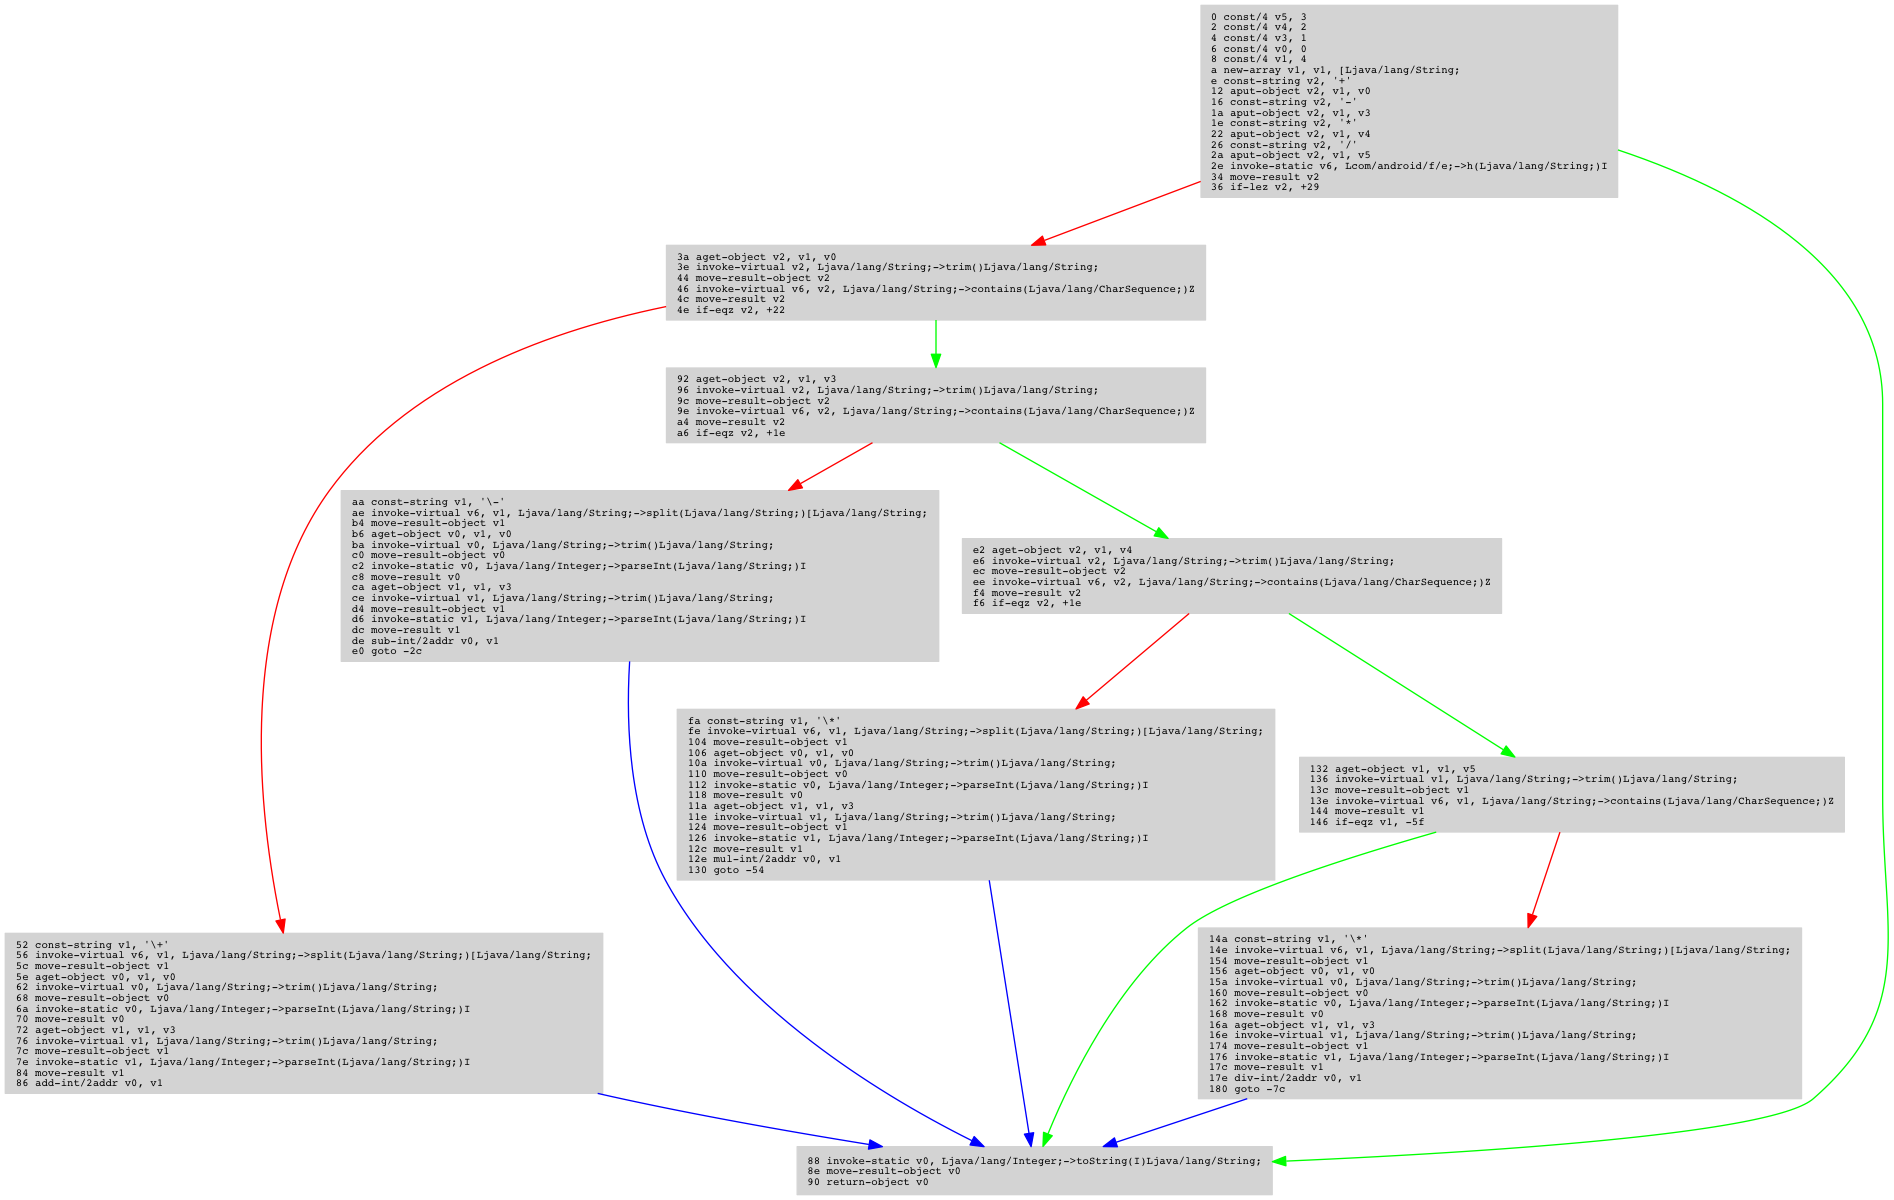 0 const/4 v5, 3
2 const/4 v4, 2
4 const/4 v3, 1
6 const/4 v0, 0
8 const/4 v1, 4
a new-array v1, v1, [Ljava/lang/String;
e const-string v2, '+'
12 aput-object v2, v1, v0
16 const-string v2, '-'
1a aput-object v2, v1, v3
1e const-string v2, '*'
22 aput-object v2, v1, v4
26 const-string v2, '/'
2a aput-object v2, v1, v5
2e invoke-static v6, Lcom/android/f/e;->h(Ljava/lang/String;)I
34 move-result v2
36 if-lez v2, +29
3a aget-object v2, v1, v0
3e invoke-virtual v2, Ljava/lang/String;->trim()Ljava/lang/String;
44 move-result-object v2
46 invoke-virtual v6, v2, Ljava/lang/String;->contains(Ljava/lang/CharSequence;)Z
4c move-result v2
4e if-eqz v2, +22
92 aget-object v2, v1, v3
96 invoke-virtual v2, Ljava/lang/String;->trim()Ljava/lang/String;
9c move-result-object v2
9e invoke-virtual v6, v2, Ljava/lang/String;->contains(Ljava/lang/CharSequence;)Z
a4 move-result v2
a6 if-eqz v2, +1e
aa const-string v1, '\-'
ae invoke-virtual v6, v1, Ljava/lang/String;->split(Ljava/lang/String;)[Ljava/lang/String;
b4 move-result-object v1
b6 aget-object v0, v1, v0
ba invoke-virtual v0, Ljava/lang/String;->trim()Ljava/lang/String;
c0 move-result-object v0
c2 invoke-static v0, Ljava/lang/Integer;->parseInt(Ljava/lang/String;)I
c8 move-result v0
ca aget-object v1, v1, v3
ce invoke-virtual v1, Ljava/lang/String;->trim()Ljava/lang/String;
d4 move-result-object v1
d6 invoke-static v1, Ljava/lang/Integer;->parseInt(Ljava/lang/String;)I
dc move-result v1
de sub-int/2addr v0, v1
e0 goto -2c
e2 aget-object v2, v1, v4
e6 invoke-virtual v2, Ljava/lang/String;->trim()Ljava/lang/String;
ec move-result-object v2
ee invoke-virtual v6, v2, Ljava/lang/String;->contains(Ljava/lang/CharSequence;)Z
f4 move-result v2
f6 if-eqz v2, +1e
fa const-string v1, '\*'
fe invoke-virtual v6, v1, Ljava/lang/String;->split(Ljava/lang/String;)[Ljava/lang/String;
104 move-result-object v1
106 aget-object v0, v1, v0
10a invoke-virtual v0, Ljava/lang/String;->trim()Ljava/lang/String;
110 move-result-object v0
112 invoke-static v0, Ljava/lang/Integer;->parseInt(Ljava/lang/String;)I
118 move-result v0
11a aget-object v1, v1, v3
11e invoke-virtual v1, Ljava/lang/String;->trim()Ljava/lang/String;
124 move-result-object v1
126 invoke-static v1, Ljava/lang/Integer;->parseInt(Ljava/lang/String;)I
12c move-result v1
12e mul-int/2addr v0, v1
130 goto -54
132 aget-object v1, v1, v5
136 invoke-virtual v1, Ljava/lang/String;->trim()Ljava/lang/String;
13c move-result-object v1
13e invoke-virtual v6, v1, Ljava/lang/String;->contains(Ljava/lang/CharSequence;)Z
144 move-result v1
146 if-eqz v1, -5f
52 const-string v1, '\+'
56 invoke-virtual v6, v1, Ljava/lang/String;->split(Ljava/lang/String;)[Ljava/lang/String;
5c move-result-object v1
5e aget-object v0, v1, v0
62 invoke-virtual v0, Ljava/lang/String;->trim()Ljava/lang/String;
68 move-result-object v0
6a invoke-static v0, Ljava/lang/Integer;->parseInt(Ljava/lang/String;)I
70 move-result v0
72 aget-object v1, v1, v3
76 invoke-virtual v1, Ljava/lang/String;->trim()Ljava/lang/String;
7c move-result-object v1
7e invoke-static v1, Ljava/lang/Integer;->parseInt(Ljava/lang/String;)I
84 move-result v1
86 add-int/2addr v0, v1
14a const-string v1, '\*'
14e invoke-virtual v6, v1, Ljava/lang/String;->split(Ljava/lang/String;)[Ljava/lang/String;
154 move-result-object v1
156 aget-object v0, v1, v0
15a invoke-virtual v0, Ljava/lang/String;->trim()Ljava/lang/String;
160 move-result-object v0
162 invoke-static v0, Ljava/lang/Integer;->parseInt(Ljava/lang/String;)I
168 move-result v0
16a aget-object v1, v1, v3
16e invoke-virtual v1, Ljava/lang/String;->trim()Ljava/lang/String;
174 move-result-object v1
176 invoke-static v1, Ljava/lang/Integer;->parseInt(Ljava/lang/String;)I
17c move-result v1
17e div-int/2addr v0, v1
180 goto -7c
88 invoke-static v0, Ljava/lang/Integer;->toString(I)Ljava/lang/String;
8e move-result-object v0
90 return-object v0